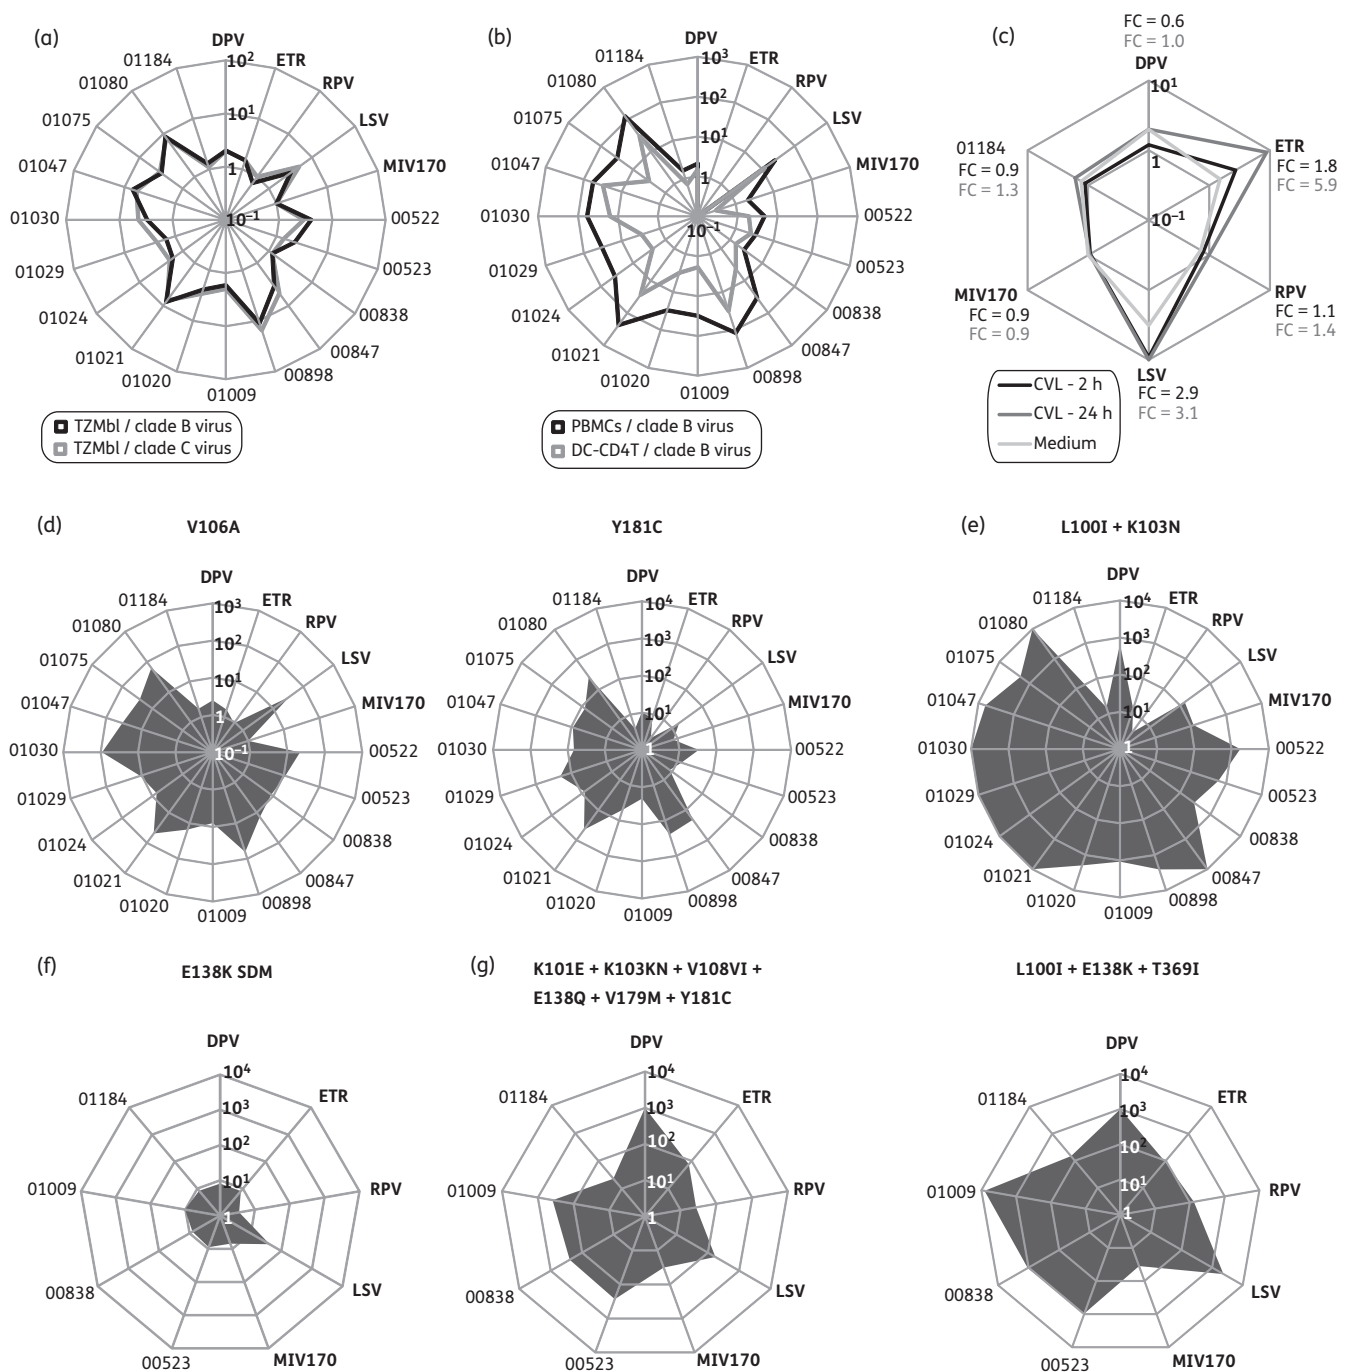 (a)
DPV
ETR
RPV
LSV
MIV170
00522
00523
00838
00847
00898
01009
01020
01021
01024
01029
01030
01047
01075
01080
01184
10²
10¹
1
10⁻¹
TZMbl / clade B virus
TZMbl / clade C virus
(b)
DPV
ETR
RPV
LSV
MIV170
00522
00523
00838
00847
00898
01009
01020
01021
01024
01029
01030
01047
01075
01080
01184
10³
10²
10¹
1
10⁻¹
PBMCs / clade B virus
DC-CD4T / clade B virus
(c)
FC = 0.6
FC = 1.0
DPV
10¹
1
10⁻¹
ETR
FC = 1.8
FC = 5.9
RPV
FC = 1.1
FC = 1.4
LSV
FC = 2.9
FC = 3.1
MIV170
FC = 0.9
FC = 0.9
01184
FC = 0.9
FC = 1.3
CVL - 2 h
CVL - 24 h
Medium
(d)
V106A
DPV
ETR
RPV
LSV
MIV170
00522
00523
00838
00847
00898
01009
01020
01021
01024
01029
01030
01047
01075
01080
01184
10³
10²
10¹
1
10⁻¹
Y181C
DPV
ETR
RPV
LSV
MIV170
00522
00523
00838
00847
00898
01009
01020
01021
01024
01029
01030
01047
01075
01080
01184
10⁴
10³
10²
10¹
1
(e)
L100I + K103N
DPV
ETR
RPV
LSV
MIV170
00522
00523
00838
00847
00898
01009
01020
01021
01024
01029
01030
01047
01075
01080
01184
10⁴
10³
10²
10¹
1
(f)
E138K SDM
DPV
ETR
RPV
LSV
MIV170
00523
00838
01009
01184
10⁴
10³
10²
10¹
1
(g)
K101E + K103KN + V108VI +
E138Q + V179M + Y181C
DPV
ETR
RPV
LSV
MIV170
00523
00838
01009
01184
10⁴
10³
10²
10¹
1
L100I + E138K + T369I
DPV
ETR
RPV
LSV
MIV170
00523
00838
01009
01184
10⁴
10³
10²
10¹
1